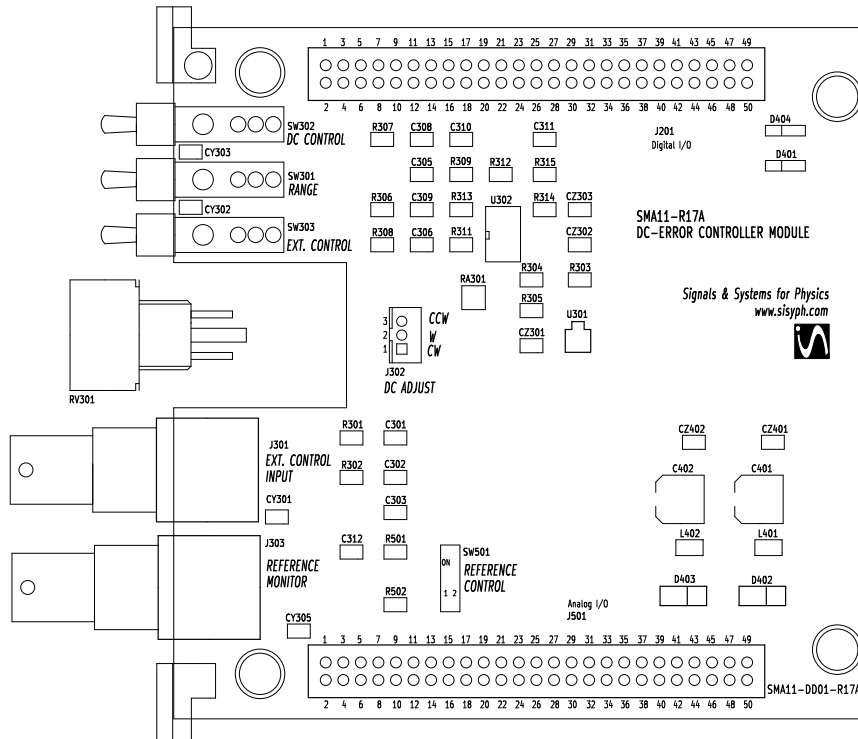 1 3 5 7 9 11 13 15 17 19 21 23 25 27 29 31 33 35 37 39 41 43 45 47 49
2 4 6 8 10 12 14 16 18 20 22 24 26 28 30 32 34 36 38 40 42 44 46 48 50
J201
Digital I/O
D404
D401
SW302
DC CONTROL
CY303
SW301
RANGE
CY302
SW303
EXT. CONTROL
R307 C308 C310 C311
C305 R309 R312 R315
R306 C309 R313 U302 R314 CZ303
R308 C306 R311 CZ302
RA301 R304 R303
R305
CZ301 U301
SMA11-R17A
DC-ERROR CONTROLLER MODULE
Signals & Systems for Physics
www.sisyph.com
3 CCW
2 W
1 CW
J302
DC ADJUST
RV301
J301
EXT. CONTROL
INPUT
CY301
R301 C301
R302 C302
C303
C312 R501
R502
J303
REFERENCE
MONITOR
CY305
SW501
ON
1 2
REFERENCE
CONTROL
CZ402 CZ401
C402 C401
L402 L401
D403 D402
Analog I/O
J501
1 3 5 7 9 11 13 15 17 19 21 23 25 27 29 31 33 35 37 39 41 43 45 47 49
2 4 6 8 10 12 14 16 18 20 22 24 26 28 30 32 34 36 38 40 42 44 46 48 50
SMA11-DD01-R17A